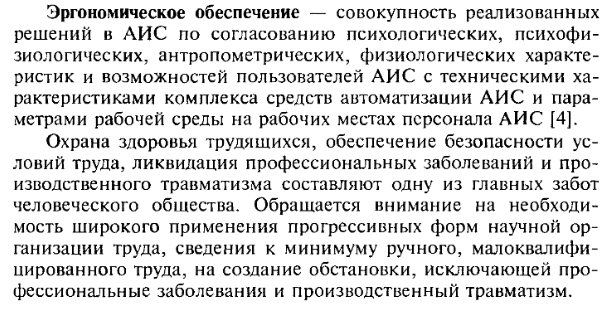 Эргономическое обеспечение — совокупность реализованных
решений в АИС по согласованию психологических, психофи-
зиологических, антропометрических, физиологических характе-
ристик и возможностей пользователей АИС с техническими ха-
рактеристиками комплекса средств автоматизации АИС и пара-
метрами рабочей среды на рабочих местах персонала АИС [4].
Охрана здоровья трудящихся, обеспечение безопасности ус-
ловий труда, ликвидация профессиональных заболеваний и про-
изводственного травматизма составляют одну из главных забот
человеческого общества. Обращается внимание на необходи-
мость широкого применения прогрессивных форм научной ор-
ганизации труда, сведения к минимуму ручного, малоквалифи-
цированного труда, на создание обстановки, исключающей про-
фессиональные заболевания и производственный травматизм.